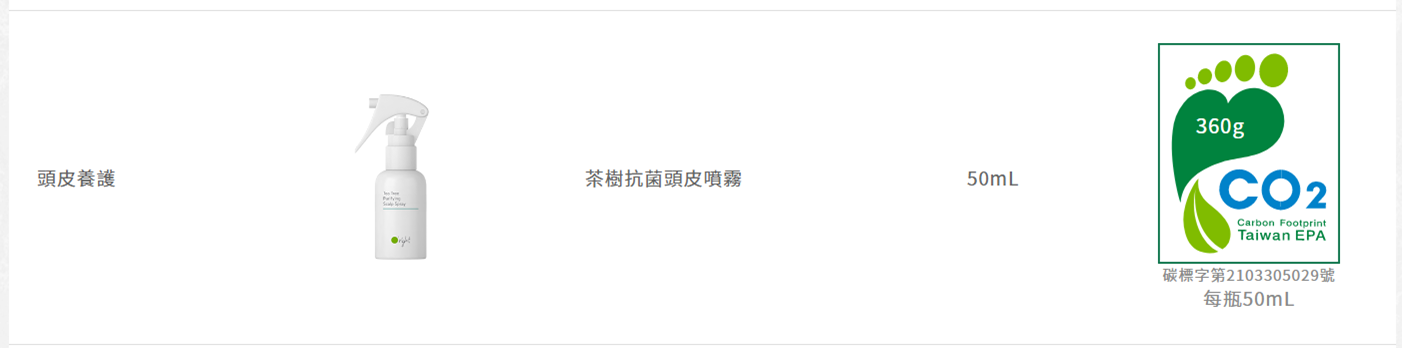 頭皮養護
Tea Tree
Purifying
Scalp Spray
O'right
茶樹抗菌頭皮噴霧
50mL
360g
CO2
Carbon Footprint
Taiwan EPA
碳標字第2103305029號
每瓶50mL